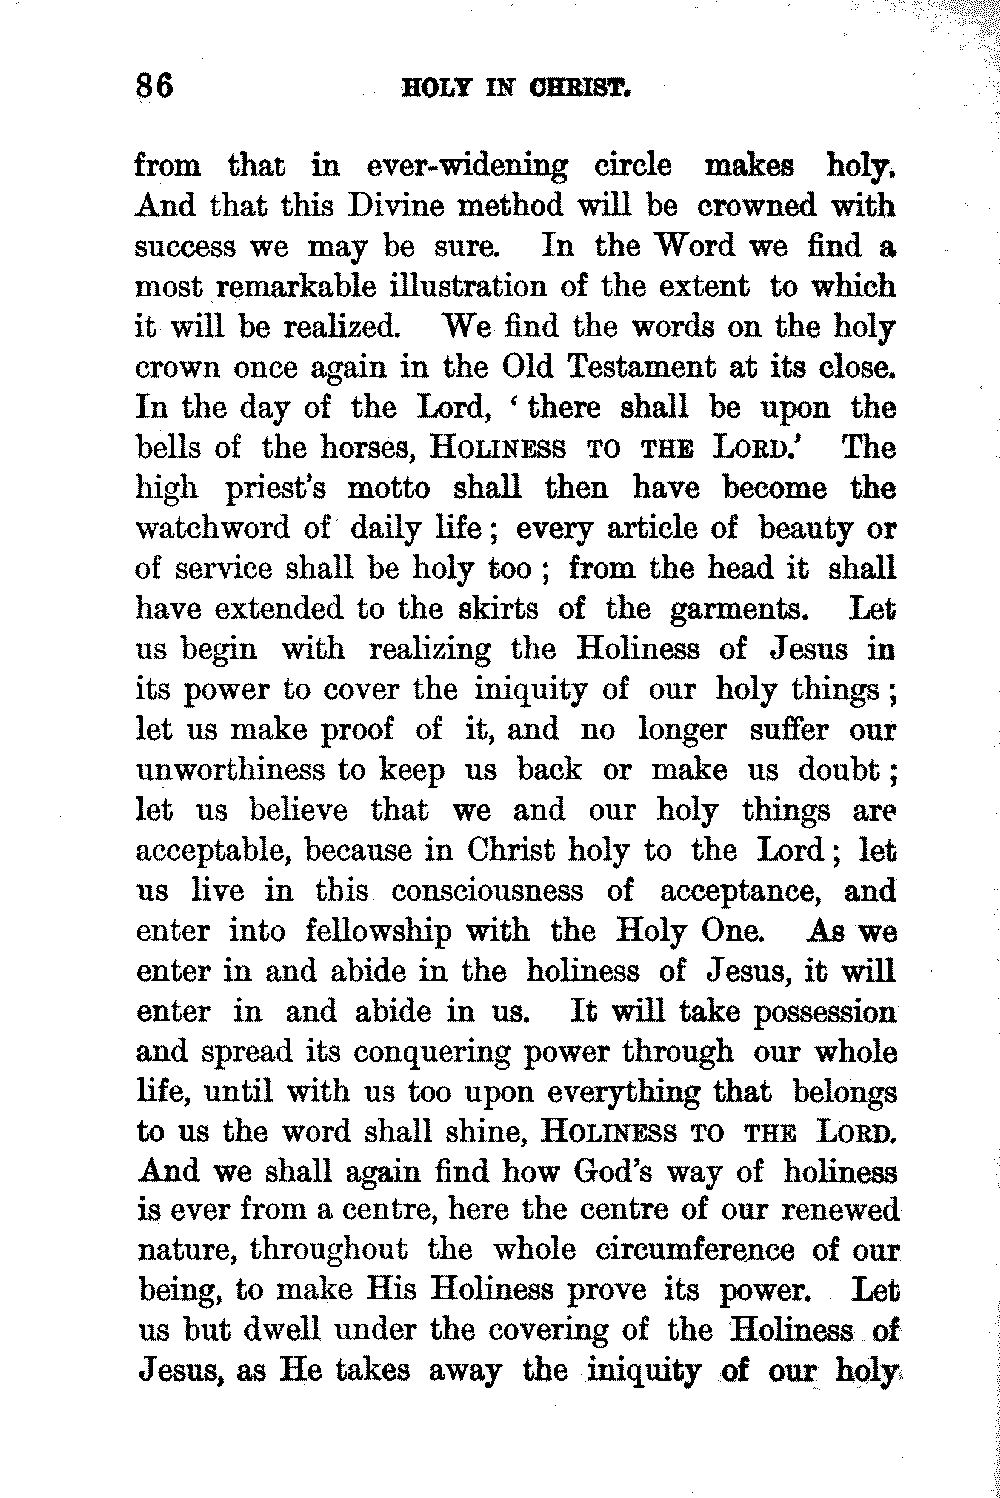 86 HOLY IN CHRIST.
from that in ever-widening circle makes holy.
And that this Divine method will be crowned with
success we may be sure. In the Word we find a
most remarkable illustration of the extent to which
it will be realized. We find the words on the holy
crown once again in the Old Testament at its close.
In the day of the Lord, ‘ there shall be upon the
bells of the horses, HOLINESS TO THE LORD.’ The
high priest’s motto shall then have become the
watchword of daily life ; every article of beauty or
of service shall be holy too ; from the head it shall
have extended to the skirts of the garments. Let
us begin with realizing the Holiness of Jesus in
its power to cover the iniquity of our holy things ;
let us make proof of it, and no longer suffer our
unworthiness to keep us back or make us doubt ;
let us believe that we and our holy things are
acceptable, because in Christ holy to the Lord ; let
us live in this consciousness of acceptance, and
enter into fellowship with the Holy One. As we
enter in and abide in the holiness of Jesus, it will
enter in and abide in us. It will take possession
and spread its conquering power through our whole
life, until with us too upon everything that belongs
to us the word shall shine, HOLINESS TO THE LORD.
And we shall again find how God’s way of holiness
is ever from a centre, here the centre of our renewed
nature, throughout the whole circumference of our
being, to make His Holiness prove its power. Let
us but dwell under the covering of the Holiness of
Jesus, as He takes away the iniquity of our holy